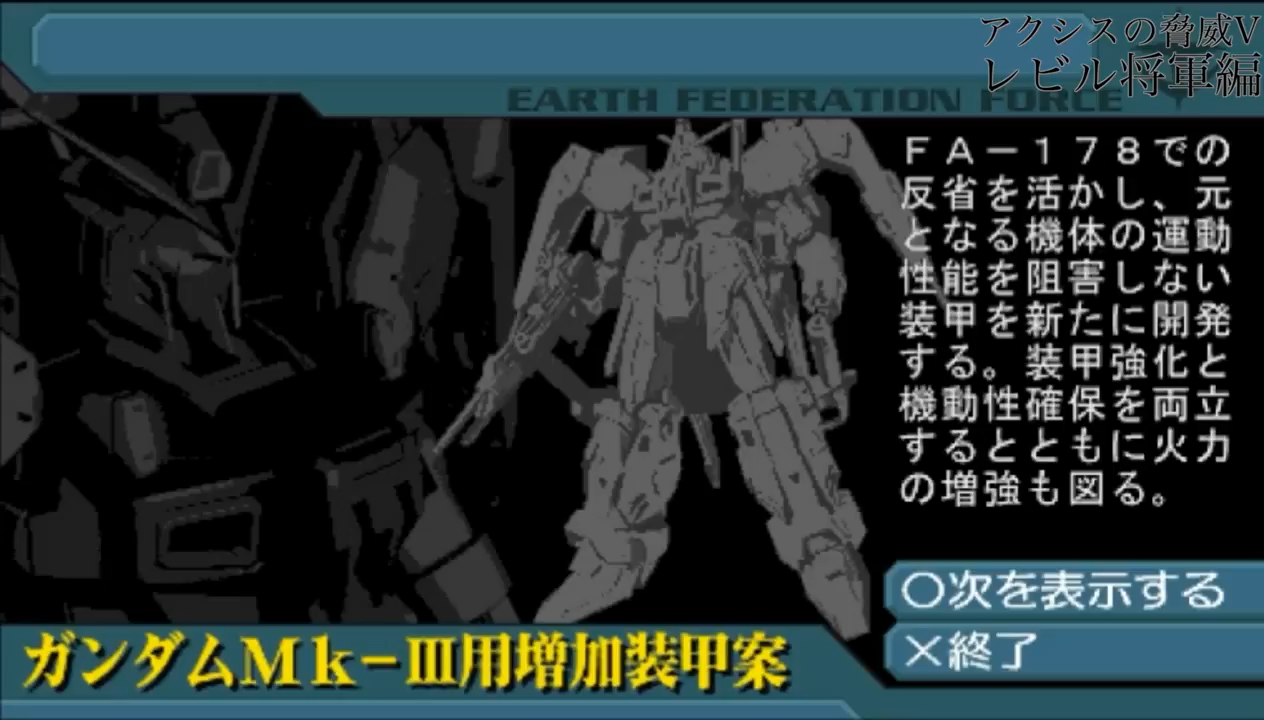 アクシスの脅威V
レビル将軍編
EARTH FEDERATION FORCE
FA－178での
反省を活かし、元
となる機体の運動
性能を阻害しない
装甲を新たに開発
する。装甲強化と
機動性確保を両立
するとともに火力
の増強も図る。
○次を表示する
×終了
ガンダムMk－Ⅲ用増加装甲案